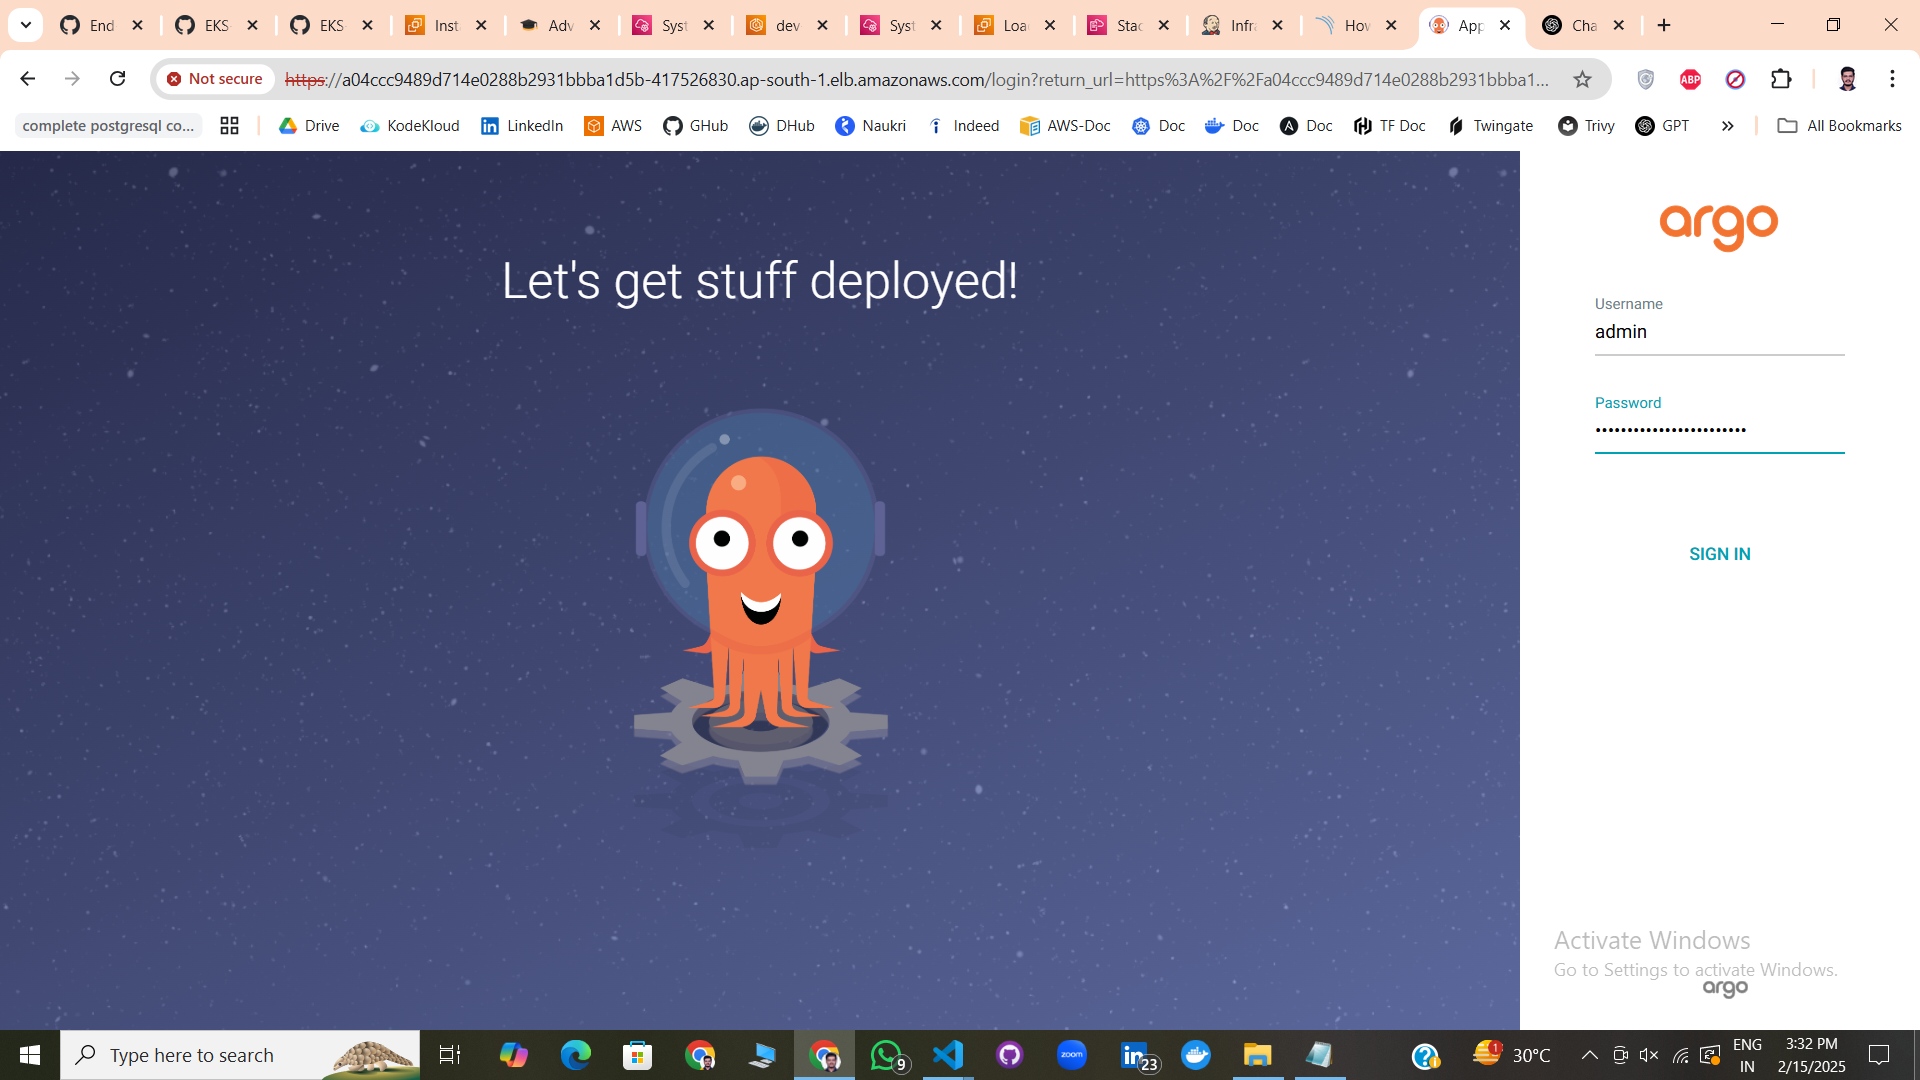 End
EKS
EKS
Inst
Adv
Syst
dev
Syst
Loa
Stac
Infra
How
App
Cha
Not secure
https://a04ccc9489d714e0288b2931bbba1d5b-417526830.ap-south-1.elb.amazonaws.com/login?return_url=https%3A%2F%2Fa04ccc9489d714e0288b2931bbba1...
ABP
complete postgresql co...
Drive
KodeKloud
LinkedIn
AWS
GHub
DHub
Naukri
Indeed
AWS-Doc
Doc
Doc
Doc
TF Doc
Twingate
Trivy
GPT
All Bookmarks
Let's get stuff deployed!
argo
Username
admin
Password
SIGN IN
Activate Windows
Go to Settings to activate Windows.
argo
Type here to search
9
zoom
23
1
30°C
ENG
IN
3:32 PM
2/15/2025